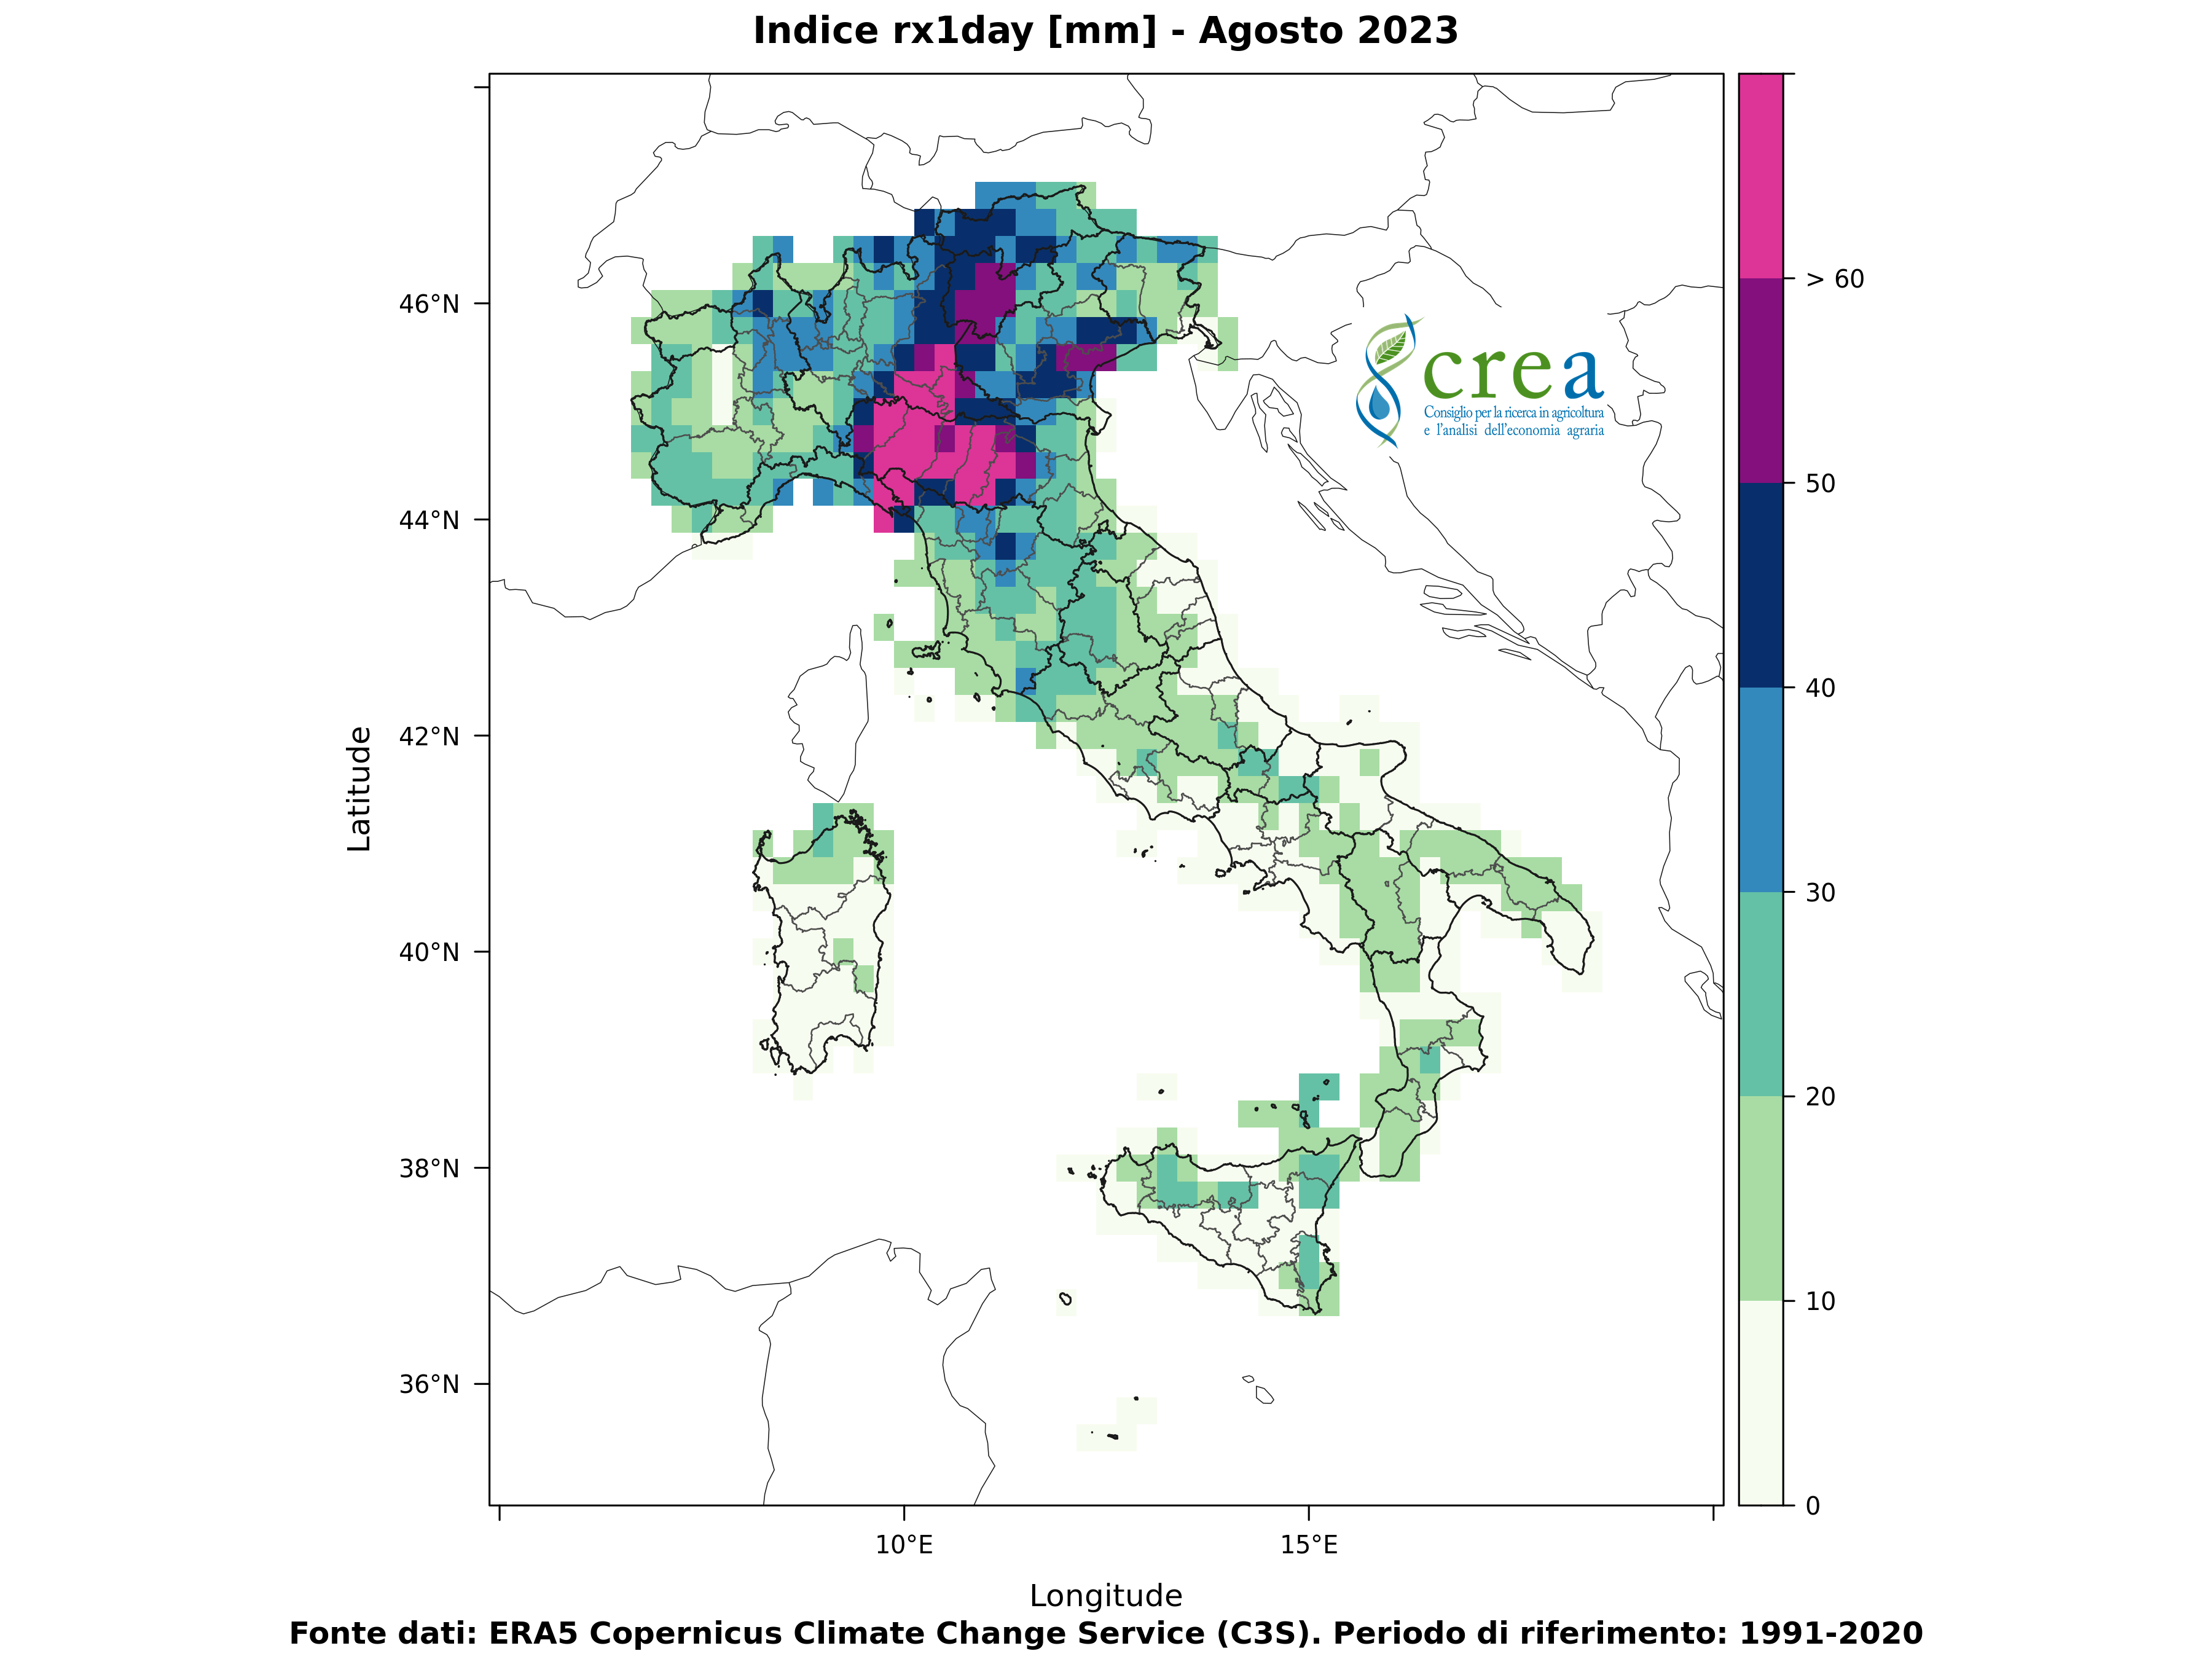 Indice rx1day [mm] - Agosto 2023
> 60
46°N
crea
Consiglio per la ricerca in agricoltura
e l'analisi dell'economia agraria
50
44°N
40
42°N
Latitude
30
40°N
20
38°N
10
36°N
0
10°E
15°E
Longitude
Fonte dati: ERA5 Copernicus Climate Change Service (C3S). Periodo di riferimento: 1991-2020